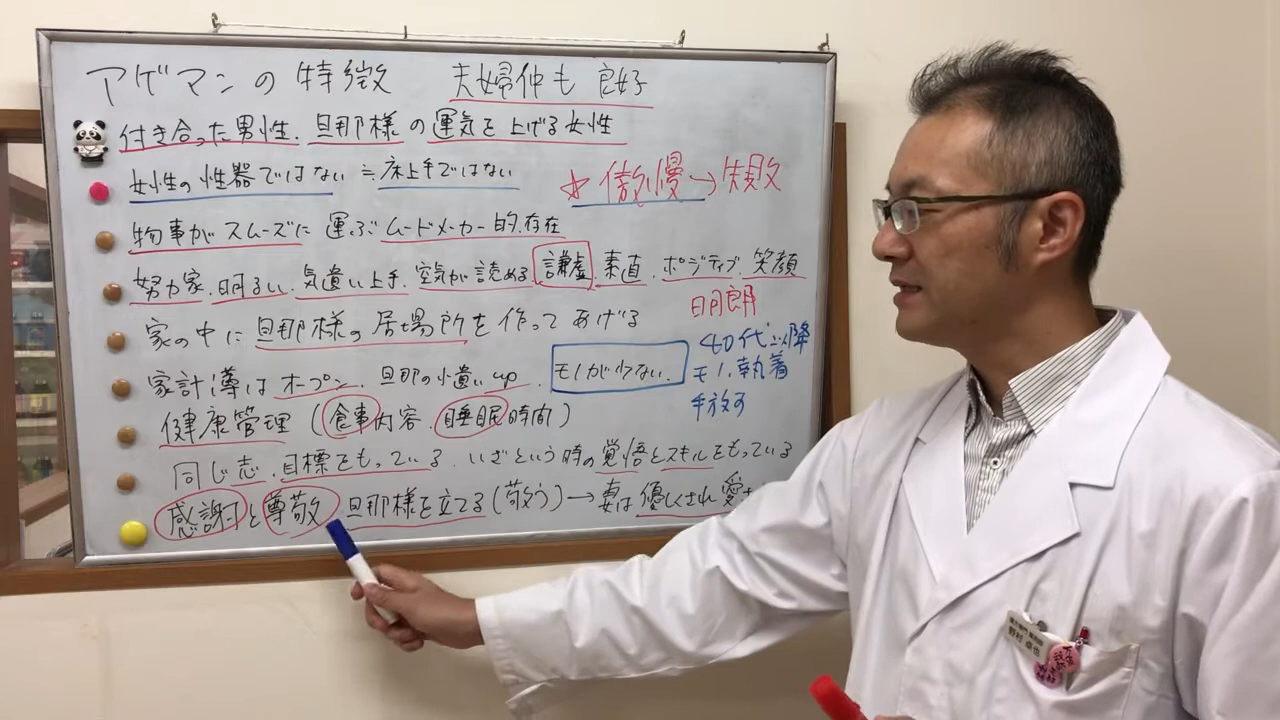 アゲマンの特徴　夫婦仲も良好
付き合った男性、旦那様の運気を上げる女性
女性の性器ではない ≒床上手ではない
☆傲慢→失敗
物事がスムーズに運ぶムードメーカー的.存在
努力家.明るい.気遣い上手.空気が読める.謙虚.素直.ポジティブ.笑顔
明朗
家の中に旦那様の居場所を作ってあげる
家計簿はオープン.旦那の小遣いup. モノが少ない.
40代以降
モノ.執着
手放す
健康管理(食事内容.睡眠時間)
同じ志.目標をもっている.いざという時の覚悟とスキルをもっている
感謝と尊敬 旦那様を立てる(敬う)→妻は優しくされ愛
野村卓也